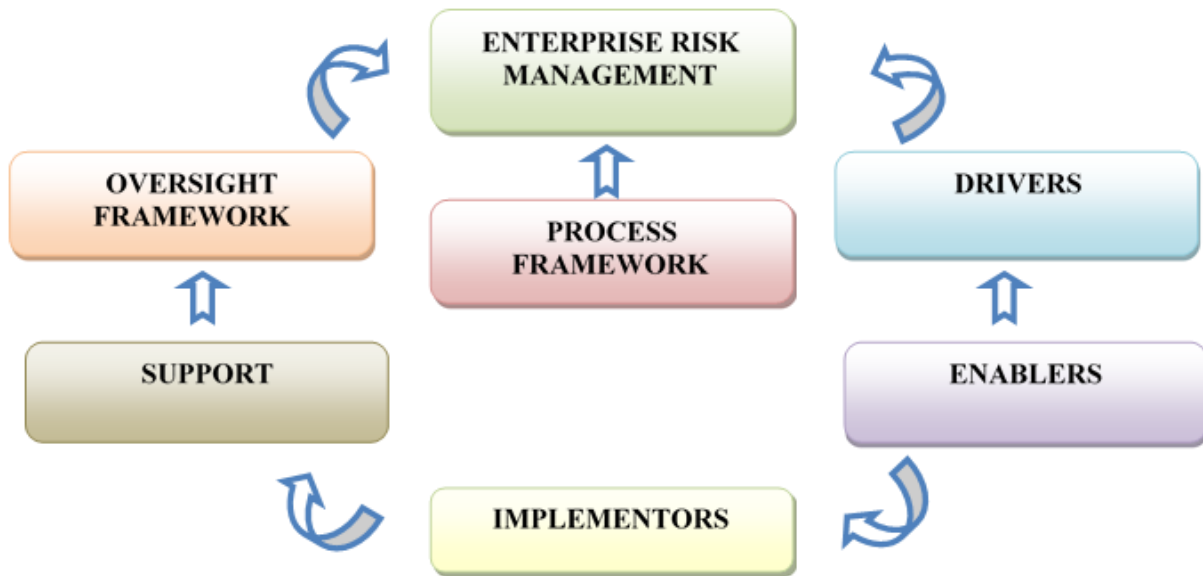 ENTERPRISE RISK
MANAGEMENT
OVERSIGHT
FRAMEWORK
PROCESS
FRAMEWORK
DRIVERS
SUPPORT
ENABLERS
IMPLEMENTORS